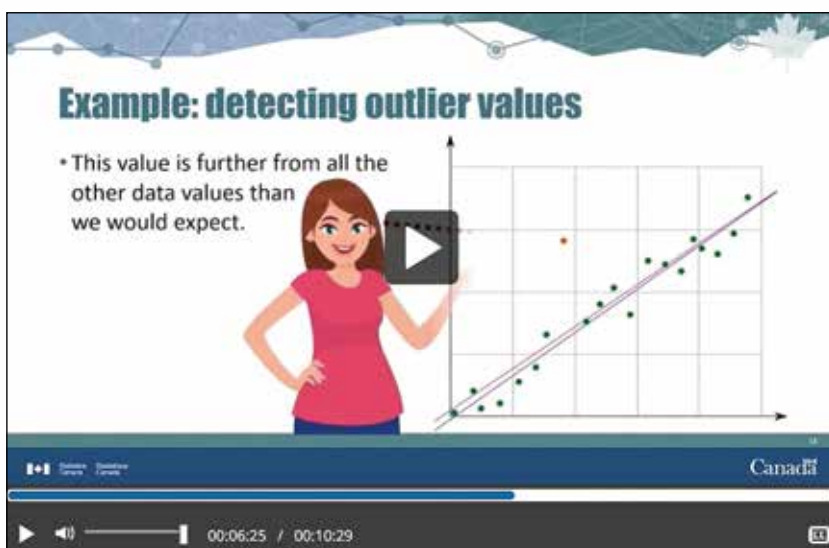 Example: detecting outlier values
• This value is further from all the
other data values than
we would expect.
Canada
00:06:25 / 00:10:29